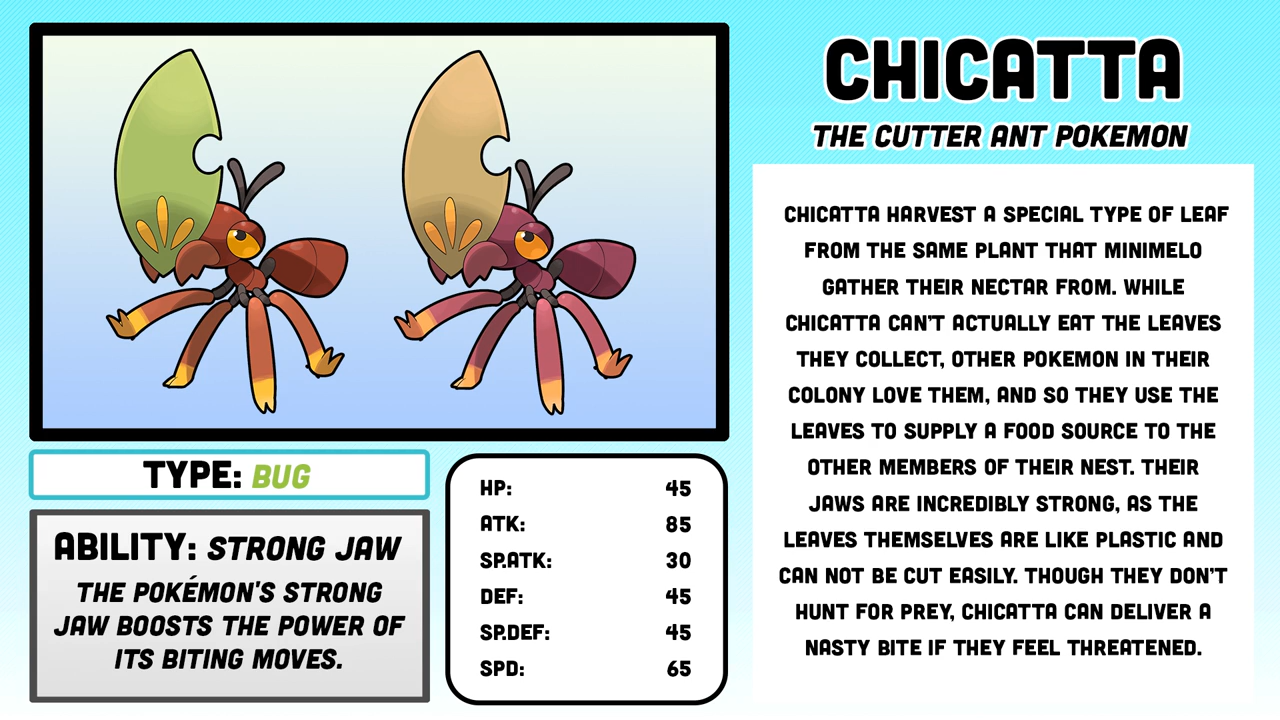 CHICATTA
THE CUTTER ANT POKEMON
CHICATTA HARVEST A SPECIAL TYPE OF LEAF
FROM THE SAME PLANT THAT MINIMELO
GATHER THEIR NECTAR FROM. WHILE
CHICATTA CAN'T ACTUALLY EAT THE LEAVES
THEY COLLECT, OTHER POKEMON IN THEIR
COLONY LOVE THEM, AND SO THEY USE THE
LEAVES TO SUPPLY A FOOD SOURCE TO THE
OTHER MEMBERS OF THEIR NEST. THEIR
JAWS ARE INCREDIBLY STRONG, AS THE
LEAVES THEMSELVES ARE LIKE PLASTIC AND
CAN NOT BE CUT EASILY. THOUGH THEY DON'T
HUNT FOR PREY, CHICATTA CAN DELIVER A
NASTY BITE IF THEY FEEL THREATENED.
TYPE: BUG
ABILITY: STRONG JAW
THE POKÉMON'S STRONG
JAW BOOSTS THE POWER OF
ITS BITING MOVES.
HP: 45
ATK: 85
SP.ATK: 30
DEF: 45
SP.DEF: 45
SPD: 65